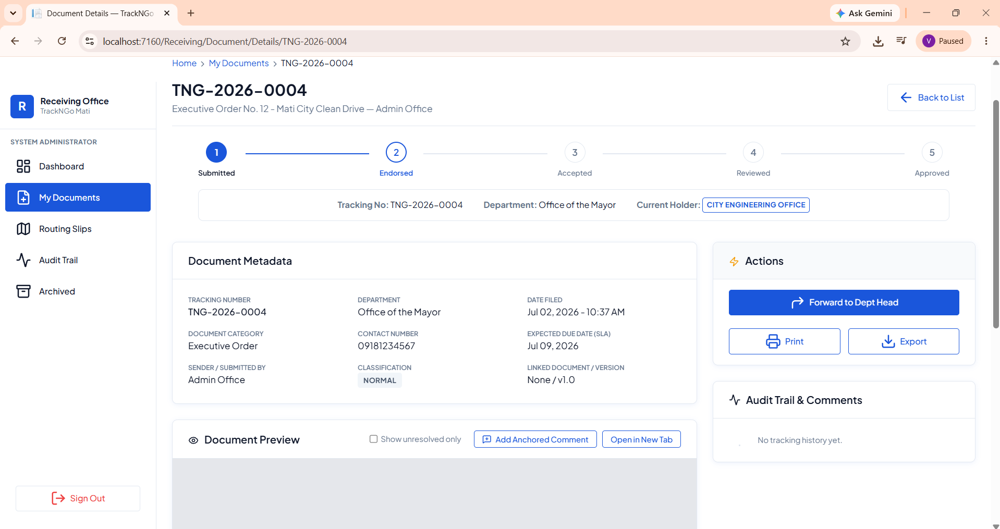 Document Details — TrackNGo
Ask Gemini
localhost:7160/Receiving/Document/Details/TNG-2026-0004
V Paused
Home > My Documents > TNG-2026-0004
R
Receiving Office
TrackNGo Mati
SYSTEM ADMINISTRATOR
Dashboard
My Documents
Routing Slips
Audit Trail
Archived
Sign Out
TNG-2026-0004
Executive Order No. 12 - Mati City Clean Drive — Admin Office
Back to List
1 2 3 4 5
Submitted Endorsed Accepted Reviewed Approved
Tracking No: TNG-2026-0004 Department: Office of the Mayor Current Holder: CITY ENGINEERING OFFICE
Document Metadata
TRACKING NUMBER DEPARTMENT DATE FILED
TNG-2026-0004 Office of the Mayor Jul 02, 2026 - 10:37 AM
DOCUMENT CATEGORY CONTACT NUMBER EXPECTED DUE DATE (SLA)
Executive Order 09181234567 Jul 09, 2026
SENDER / SUBMITTED BY CLASSIFICATION LINKED DOCUMENT / VERSION
Admin Office NORMAL None / v1.0
Document Preview Show unresolved only Add Anchored Comment Open in New Tab
Actions
Forward to Dept Head
Print Export
Audit Trail & Comments
No tracking history yet.